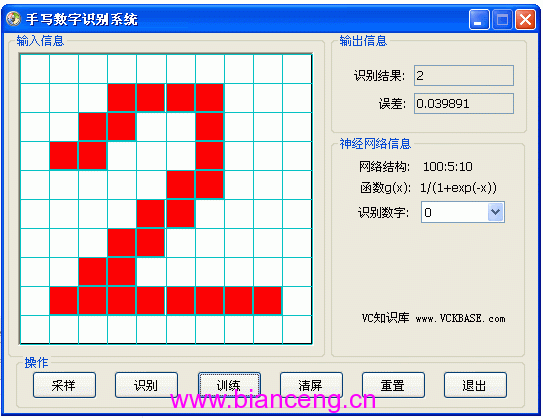 手写数字识别系统
输入信息
输出信息
识别结果: 2
误差: 0.039891
神经网络信息
网络结构: 100:5:10
函数g(x): 1/(1+exp(-x))
识别数字: 0
VC知识库 www.VCKBASE.com
操作
采样 识别 训练 清屏 重置 退出
www.bianceng.cn